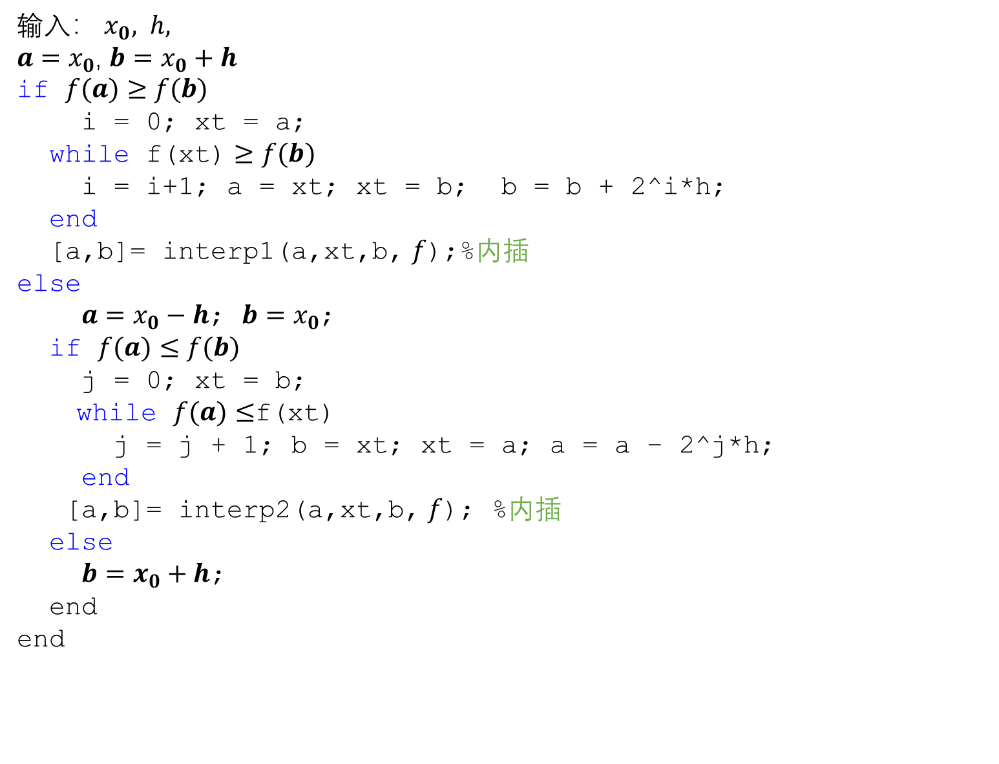 输入： x₀, h,
a = x₀, b = x₀ + h
if f(a) ≥ f(b)
i = 0; xt = a;
while f(xt) ≥ f(b)
i = i+1; a = xt; xt = b; b = b + 2^i*h;
end
[a,b]= interp1(a,xt,b, f);%内插
else
a = x₀ − h; b = x₀;
if f(a) ≤ f(b)
j = 0; xt = b;
while f(a) ≤f(xt)
j = j + 1; b = xt; xt = a; a = a – 2^j*h;
end
[a,b]= interp2(a,xt,b, f); %内插
else
b = x₀ + h;
end
end